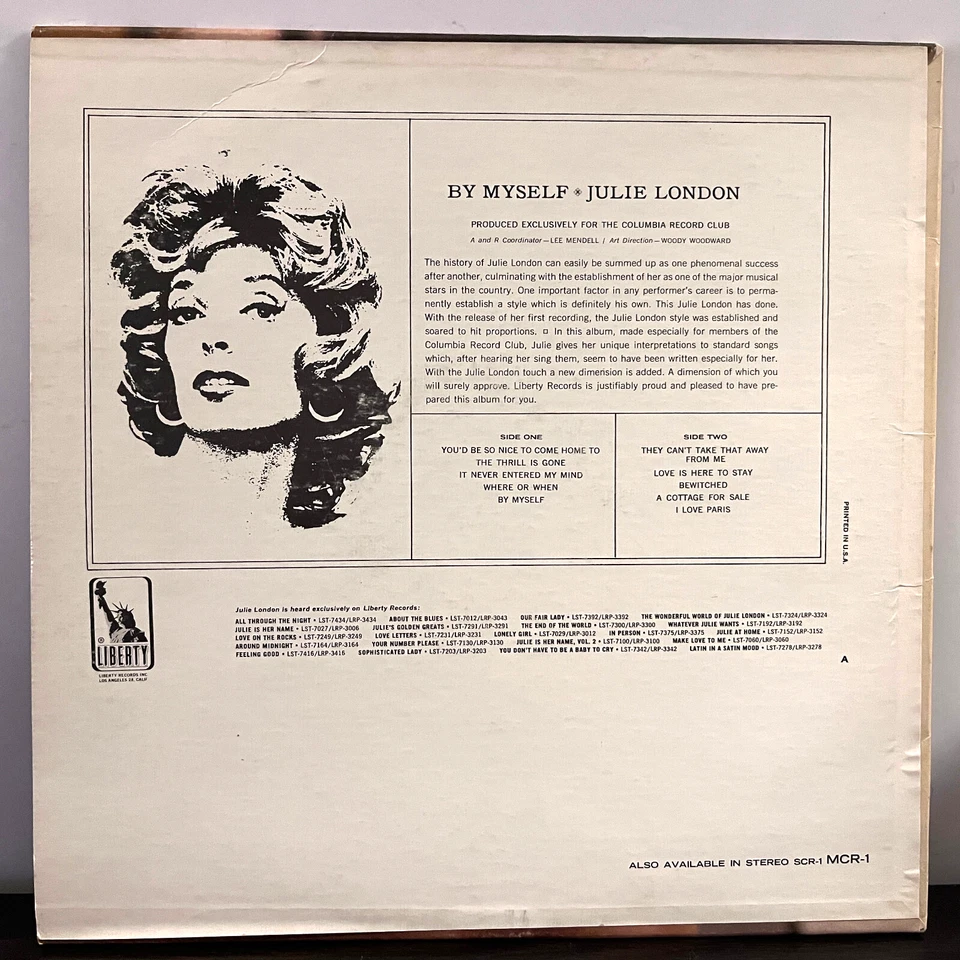 BY MYSELF ※ JULIE LONDON
PRODUCED EXCLUSIVELY FOR THE COLUMBIA RECORD CLUB
A and R Coordinator—LEE MENDELL / Art Direction—WOODY WOODWARD
The history of Julie London can easily be summed up as one phenomenal success
after another, culminating with the establishment of her as one of the major musical
stars in the country. One important factor in any performer's career is to perma-
nently establish a style which is definitely his own. This Julie London has done.
With the release of her first recording, the Julie London style was established and
soared to hit proportions. ¤ In this album, made especially for members of the
Columbia Record Club, Julie gives her unique interpretations to standard songs
which, after hearing her sing them, seem to have been written especially for her.
With the Julie London touch a new dimension is added. A dimension of which you
will surely approve. Liberty Records is justifiably proud and pleased to have pre-
pared this album for you.
SIDE ONE
YOU'D BE SO NICE TO COME HOME TO
THE THRILL IS GONE
IT NEVER ENTERED MY MIND
WHERE OR WHEN
BY MYSELF
SIDE TWO
THEY CAN'T TAKE THAT AWAY
FROM ME
LOVE IS HERE TO STAY
BEWITCHED
A COTTAGE FOR SALE
I LOVE PARIS
PRINTED IN U.S.A.
®
LIBERTY
LIBERTY RECORDS INC
LOS ANGELES 28, CALIF
Julie London is heard exclusively on Liberty Records:
ALL THROUGH THE NIGHT • LST-7434/LRP-3434 ABOUT THE BLUES • LST-7012/LRP-3043 OUR FAIR LADY • LST-7392/LRP-3392 THE WONDERFUL WORLD OF JULIE LONDON • LST-7324/LRP-3324
JULIE IS HER NAME • LST-7027/LRP-3006 JULIE'S GOLDEN GREATS • LST-7291/LRP-3291 THE END OF THE WORLD • LST-7300/LRP-3300 WHATEVER JULIE WANTS • LST-7192/LRP-3192
LOVE ON THE ROCKS • LST-7249/LRP-3249 LOVE LETTERS • LST-7231/LRP-3231 LONELY GIRL • LST-7029/LRP-3012 IN PERSON • LST-7375/LRP-3375 JULIE AT HOME • LST-7152/LRP-3152
AROUND MIDNIGHT • LST-7164/LRP-3164 YOUR NUMBER PLEASE • LST-7130/LRP-3130 JULIE IS HER NAME, VOL. 2 • LST-7100/LRP-3100 MAKE LOVE TO ME • LST-7060/LRP-3060
FEELING GOOD • LST-7416/LRP-3416 SOPHISTICATED LADY • LST-7203/LRP-3203 YOU DON'T HAVE TO BE A BABY TO CRY • LST-7342/LRP-3342 LATIN IN A SATIN MOOD • LST-7278/LRP-3278
A
ALSO AVAILABLE IN STEREO SCR-1 MCR-1